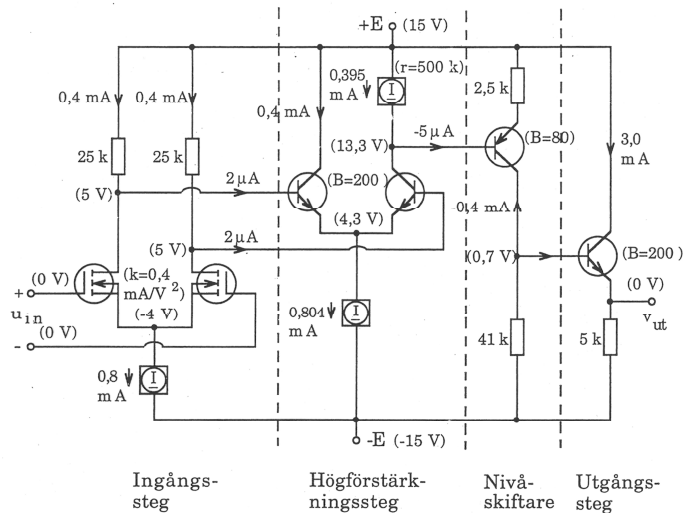 +E (15 V)
0,395 mA
(r=500 k)
2,5 k
0,4 mA
0,4 mA
0,4 mA
25 k
25 k
(13,3 V)
-5 µA
(B=80)
3,0 mA
(5 V)
2 µA
(B=200)
(4,3 V)
0,4 mA
(5 V)
2 µA
(0,7 V)
(B=200)
(0 V)
(k=0,4 mA/V²)
+
u in
(0 V)
-
(-4 V)
I
0,804 mA
I
I
0,8 mA
41 k
5 k
(0 V)
v ut
-E (-15 V)
Ingångs-
steg
Högförstärk-
ningssteg
Nivå-
skiftare
Utgångs-
steg